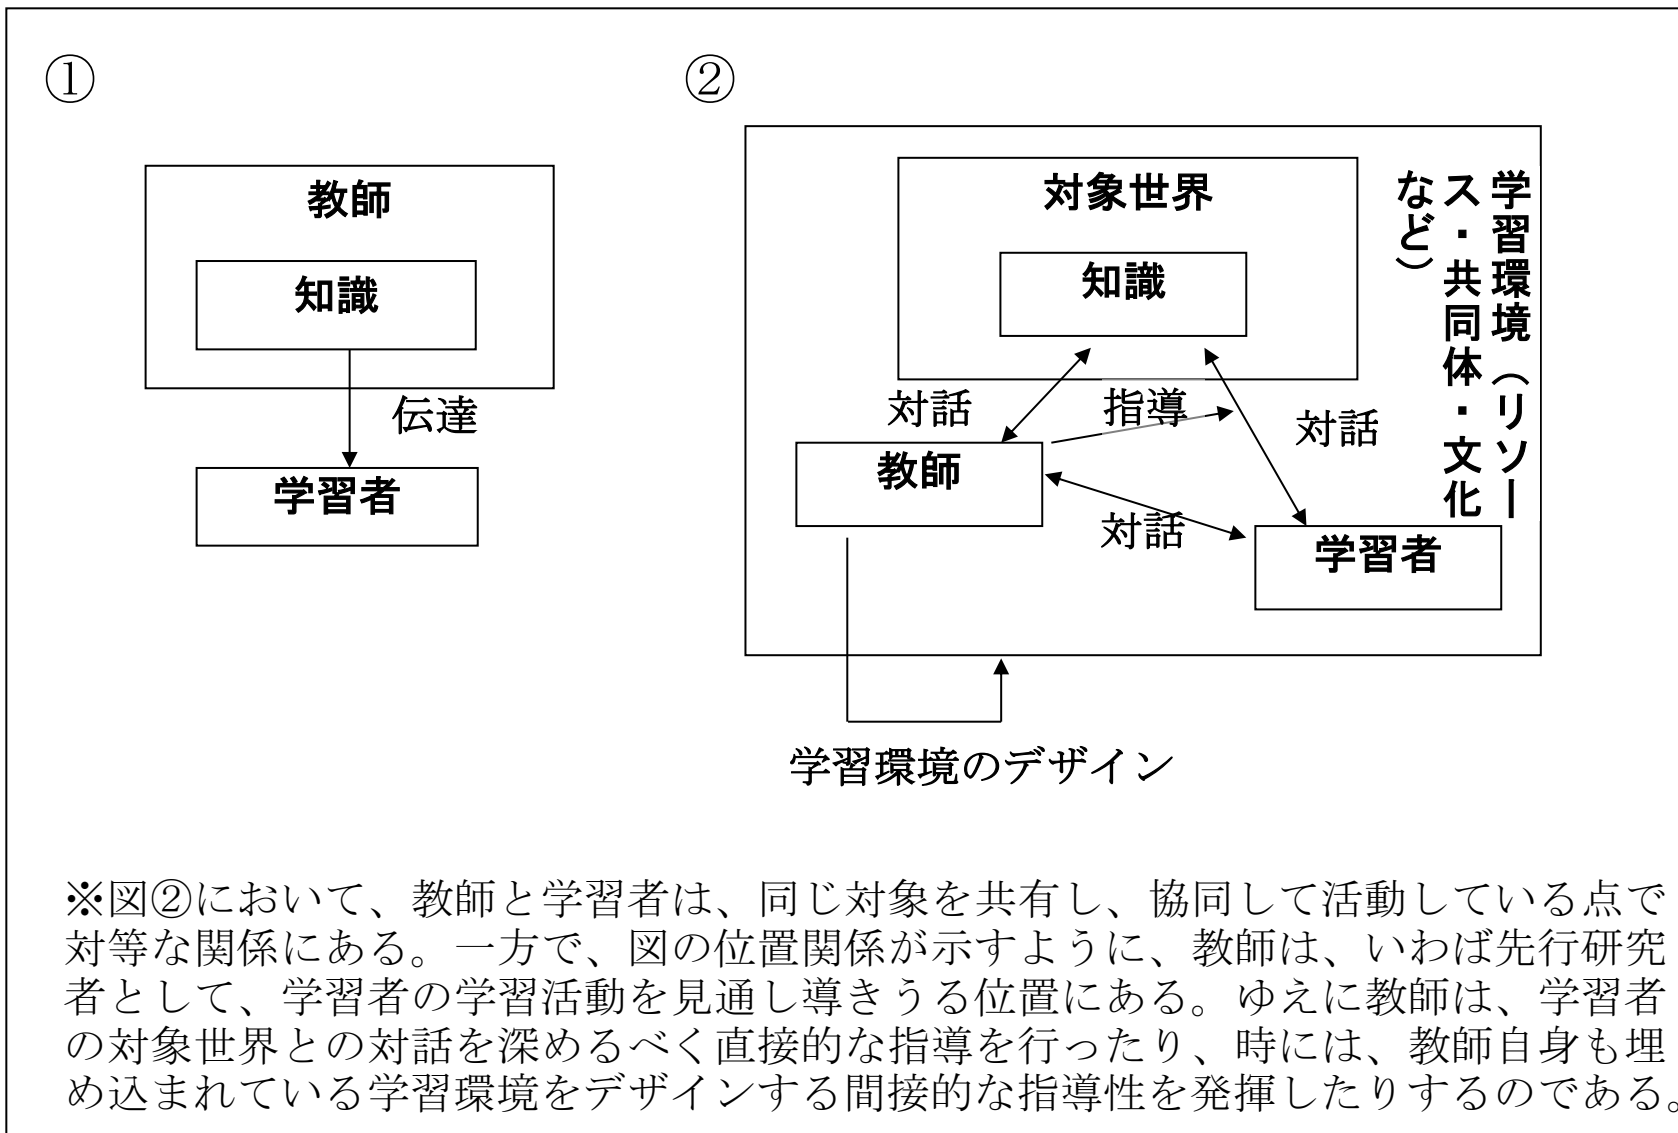 ①
教師
知識
伝達
学習者
②
対象世界
知識
学習環境（リソー
ス・共同体・文化
など）
対話
指導
対話
教師
対話
学習者
学習環境のデザイン
※図②において、教師と学習者は、同じ対象を共有し、協同して活動している点で
対等な関係にある。一方で、図の位置関係が示すように、教師は、いわば先行研究
者として、学習者の学習活動を見通し導きうる位置にある。ゆえに教師は、学習者
の対象世界との対話を深めるべく直接的な指導を行ったり、時には、教師自身も埋
め込まれている学習環境をデザインする間接的な指導性を発揮したりするのである。